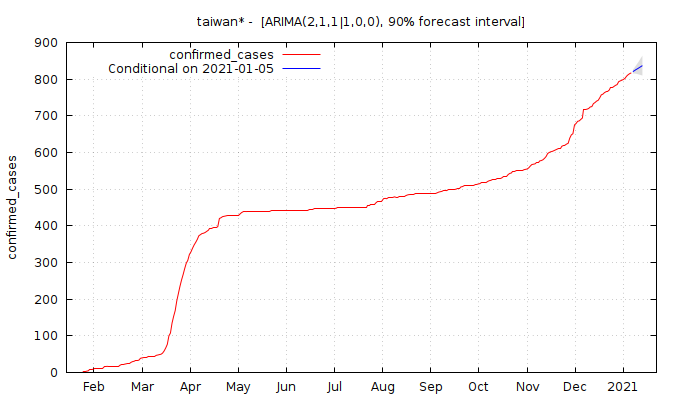 taiwan* - [ARIMA(2,1,1|1,0,0), 90% forecast interval]
confirmed_cases
Conditional on 2021-01-05
confirmed_cases
900
800
700
600
500
400
300
200
100
0
Feb Mar Apr May Jun Jul Aug Sep Oct Nov Dec 2021